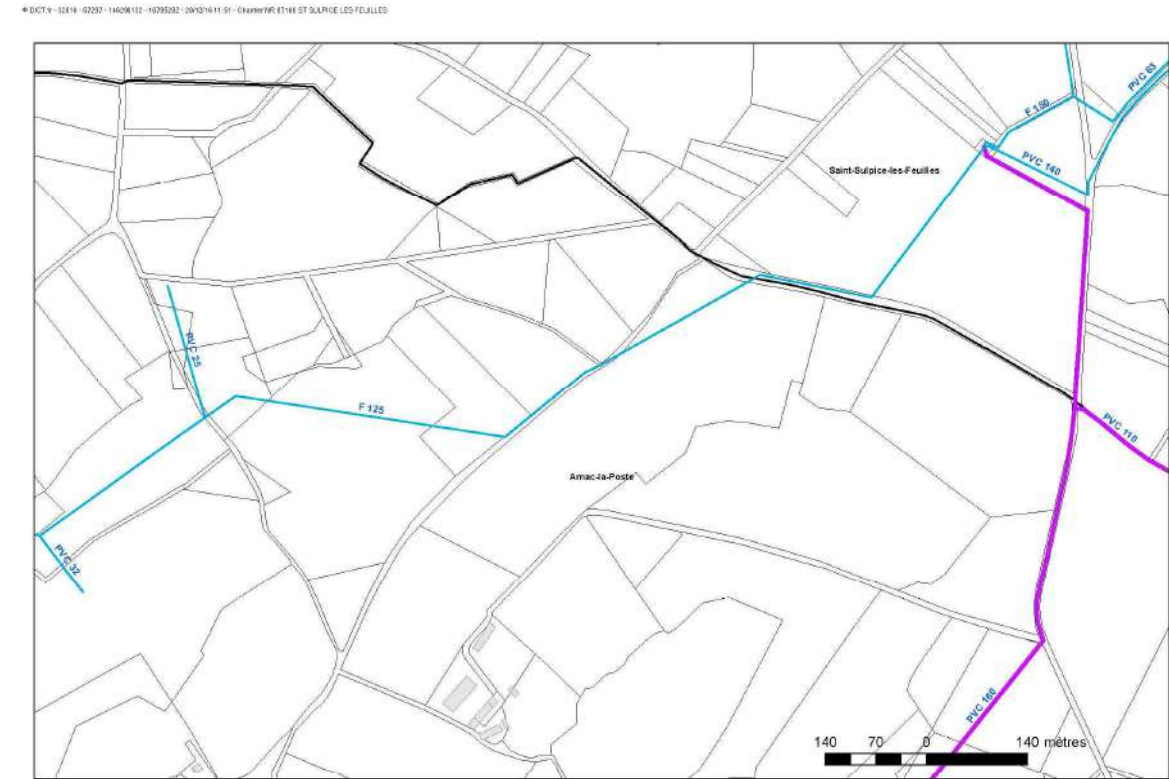 PVC 63
F 150
PVC 140
Saint-Sulpice-les-Feuilles
PVC 25
F 125
PVC 110
Arnac-la-Poste
PVC 32
PVC 160
140 70 0 140 mètres